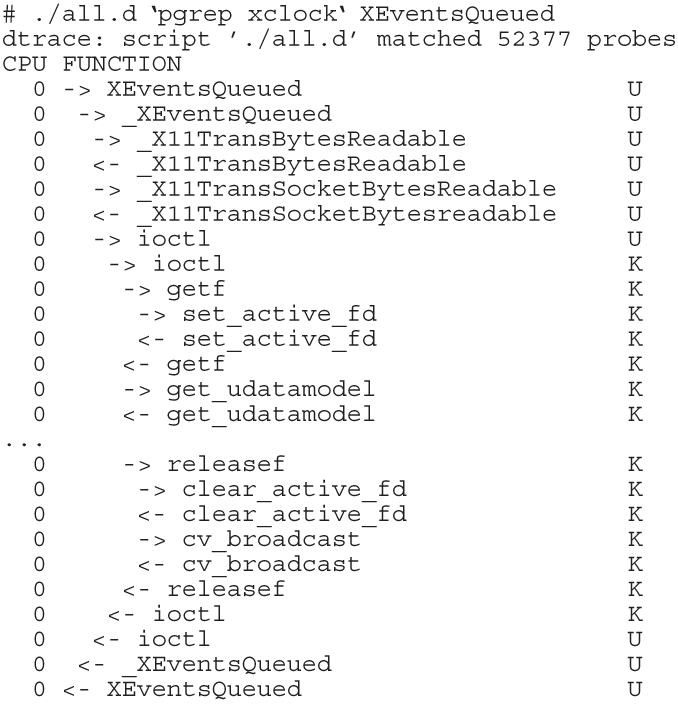 # ./all.d ‵pgrep xclock‵ XEventsQueued
dtrace: script ′./all.d′ matched 52377 probes
CPU FUNCTION
  0 -> XEventsQueued                      U
  0  -> _XEventsQueued                    U
  0   -> _X11TransBytesReadable           U
  0   <- _X11TransBytesReadable           U
  0   -> _X11TransSocketBytesReadable     U
  0   <- _X11TransSocketBytesreadable     U
  0   -> ioctl                            U
  0    -> ioctl                           K
  0     -> getf                           K
  0      -> set_active_fd                 K
  0      <- set_active_fd                 K
  0     <- getf                           K
  0     -> get_udatamodel                 K
  0     <- get_udatamodel                 K
...
  0     -> releasef                       K
  0      -> clear_active_fd               K
  0      <- clear_active_fd               K
  0      -> cv_broadcast                  K
  0      <- cv_broadcast                  K
  0     <- releasef                       K
  0    <- ioctl                           K
  0   <- ioctl                            U
  0  <- _XEventsQueued                    U
  0 <- XEventsQueued                      U